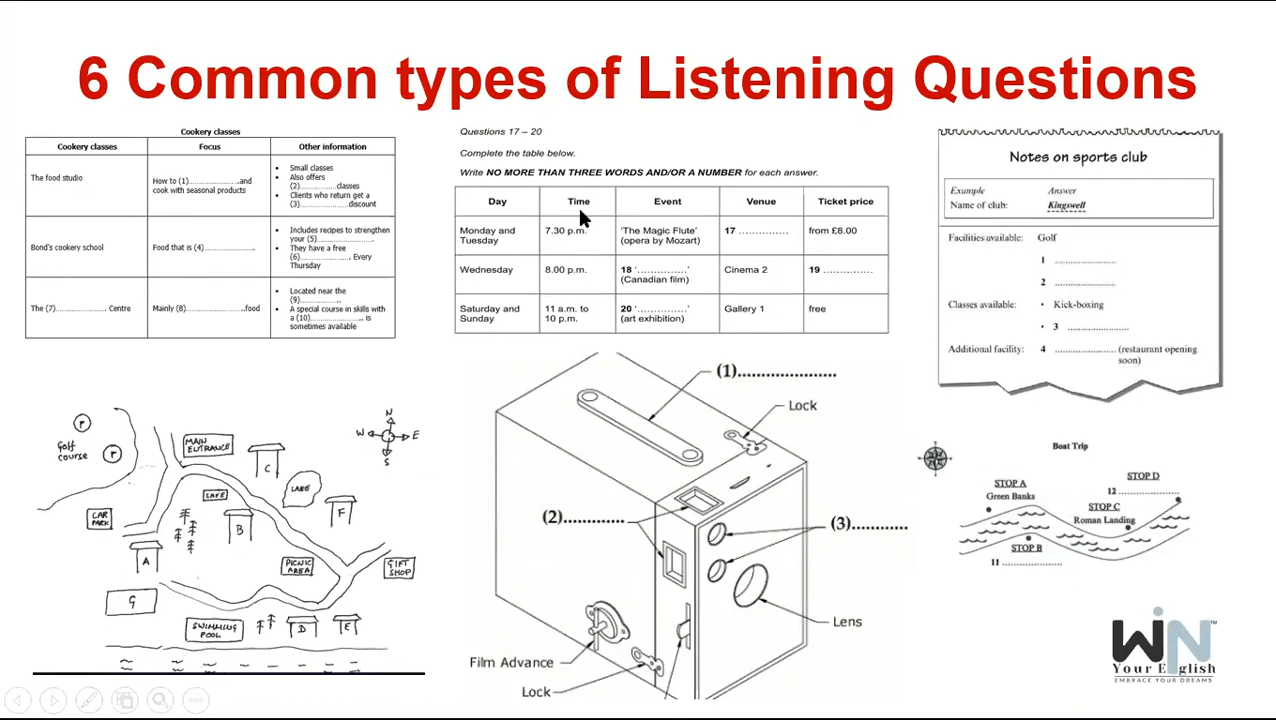 6 Common types of Listening Questions
Cookery classes
Cookery classes Focus Other information
The food studio
How to (1)......................and
cook with seasonal products
• Small classes
• Also offers
(2)................classes
• Clients who return get a
(3).....................discount
Bond's cookery school
Food that is (4)......................
• Includes recipes to strengthen
your (5)........................
• They have a free
(6)...................... Every
Thursday
The (7)...................... Centre
Mainly (8)......................food
• Located near the
(9)..................
• A special course in skills with
a (10)...................... is
sometimes available
Questions 17 – 20
Complete the table below.
Write NO MORE THAN THREE WORDS AND/OR A NUMBER for each answer.
Day Time Event Venue Ticket price
Monday and
Tuesday
7.30 p.m.
'The Magic Flute'
(opera by Mozart)
17 ..............
from £8.00
Wednesday
8.00 p.m.
18 '...............'
(Canadian film)
Cinema 2
19 ..............
Saturday and
Sunday
11 a.m. to
10 p.m.
20 '...............'
(art exhibition)
Gallery 1
free
Notes on sports club
Example Answer
Name of club: Kingswell
Facilities available: Golf
1 ......................
2 ......................
Classes available: • Kick-boxing
• 3 ......................
Additional facility: 4 ...................... (restaurant opening
soon)
GOLF
COURSE
P
P
MAIN
ENTRANCE
C
N
W E
S
CAFE
LAKE
CAR
PARK
B
F
A
PICNIC
AREA
GIFT
SHOP
G
SWIMMING
POOL
D
E
(1)......................
Lock
(2)..............
(3)............
Lens
Film Advance
Lock
Boat Trip
STOP A
Green Banks
STOP D
12 ..................
STOP C
Roman Landing
STOP B
11 ..................
WIN™
Your English
EMBRACE YOUR DREAMS